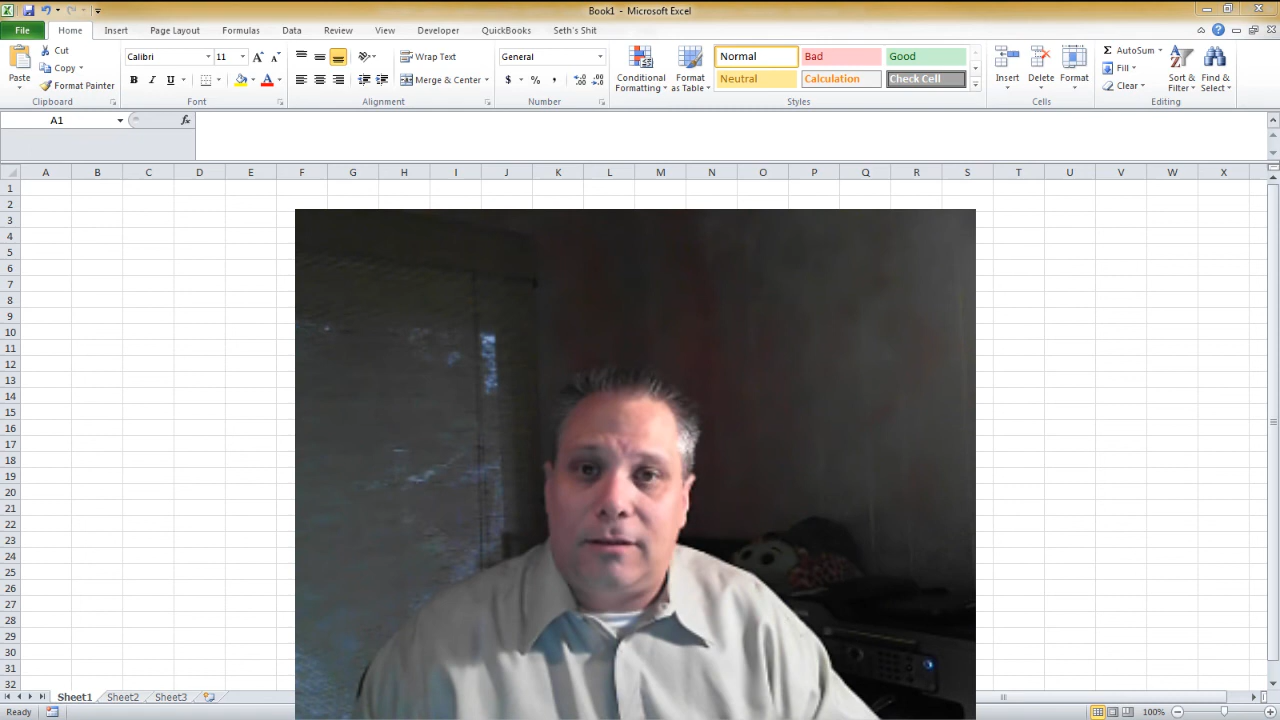 Book1 - Microsoft Excel
File Home Insert Page Layout Formulas Data Review View Developer QuickBooks Seth's Shit
Cut Calibri 11 Wrap Text General Normal Bad Good AutoSum
Copy Fill
Paste Conditional Format Insert Delete Format Sort & Find &
Format Painter Merge & Center Formatting as Table Neutral Calculation Check Cell Clear Filter Select
Clipboard Font Alignment Number Styles Cells Editing
A1 fx
A B C D E F G H I J K L M N O P Q R S T U V W X
1
2
3
4
5
6
7
8
9
10
11
12
13
14
15
16
17
18
19
20
21
22
23
24
25
26
27
28
29
30
31
32
Sheet1 Sheet2 Sheet3
Ready 100%